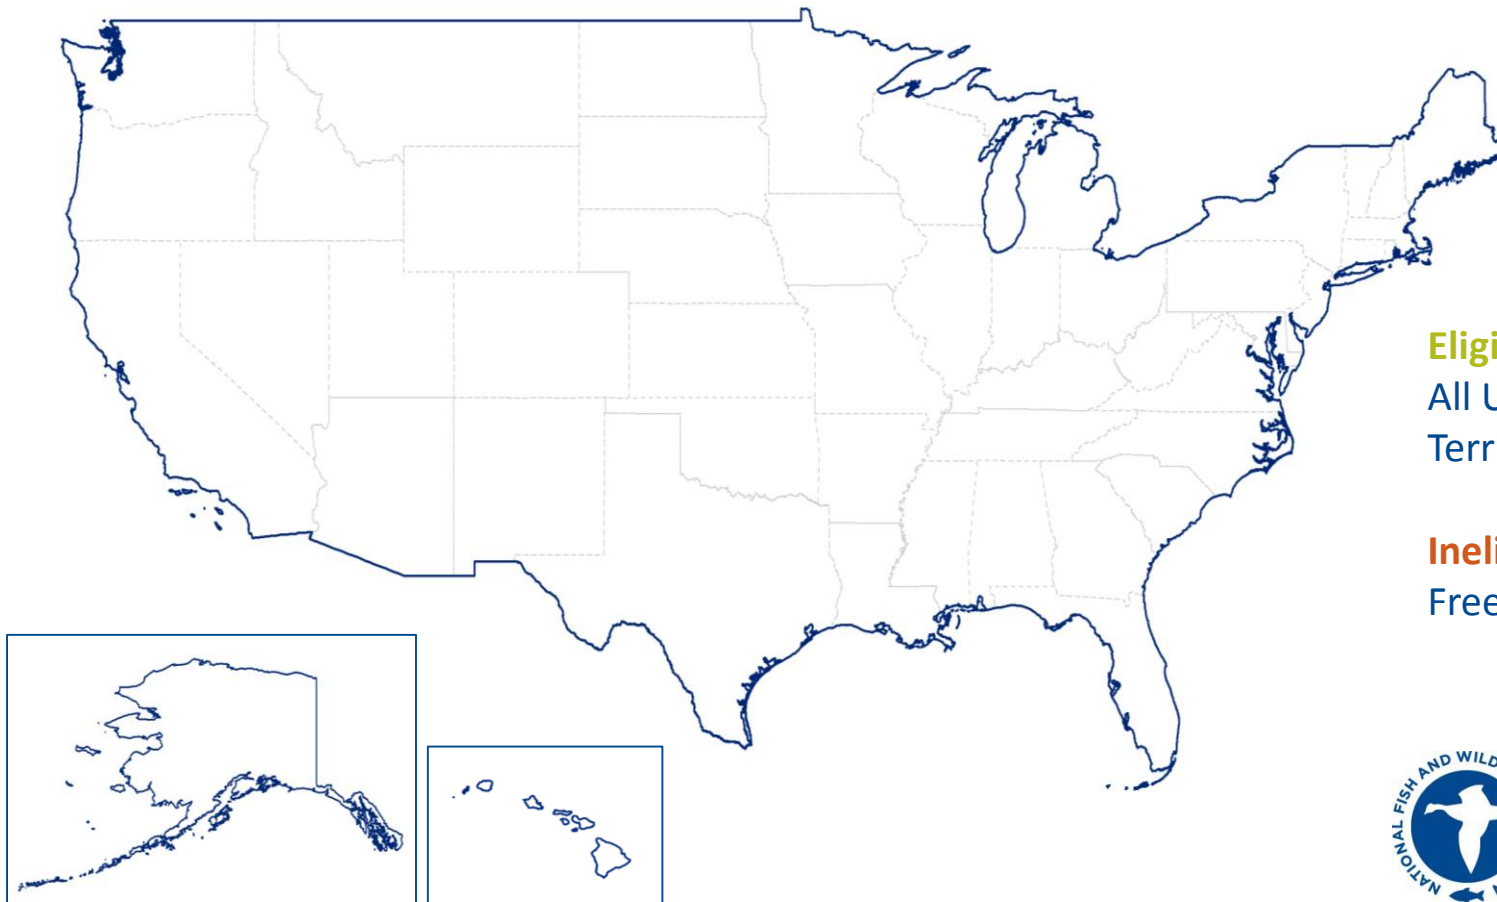 Eligi
All U
Terr
Ineli
Free
NATIONAL FISH AND WILD